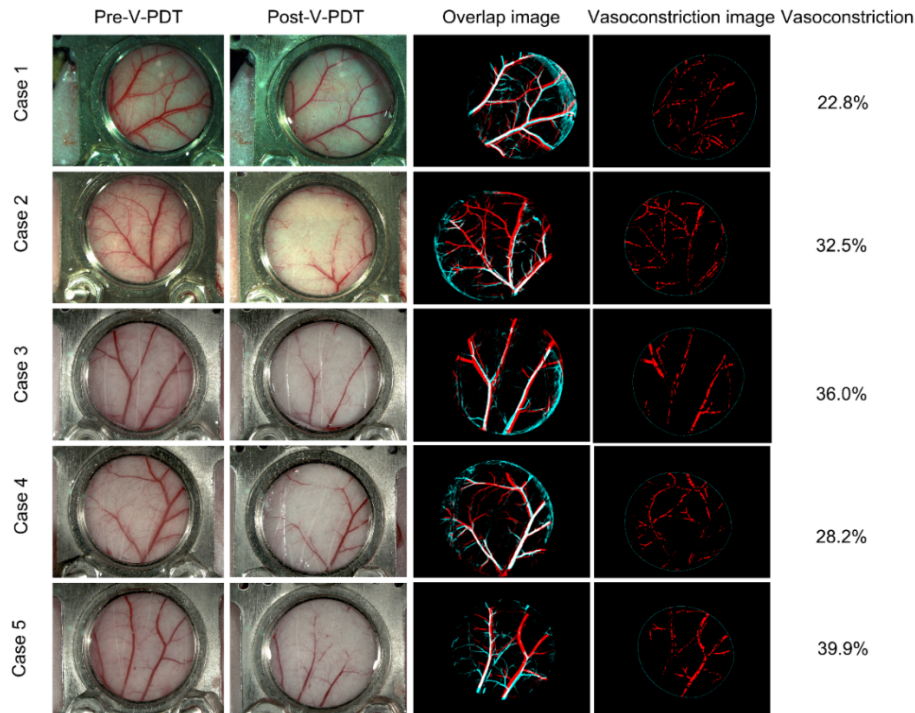 Pre-V-PDT Post-V-PDT Overlap image Vasoconstriction image Vasoconstriction
Case 1
22.8%
Case 2
32.5%
Case 3
36.0%
Case 4
28.2%
Case 5
39.9%